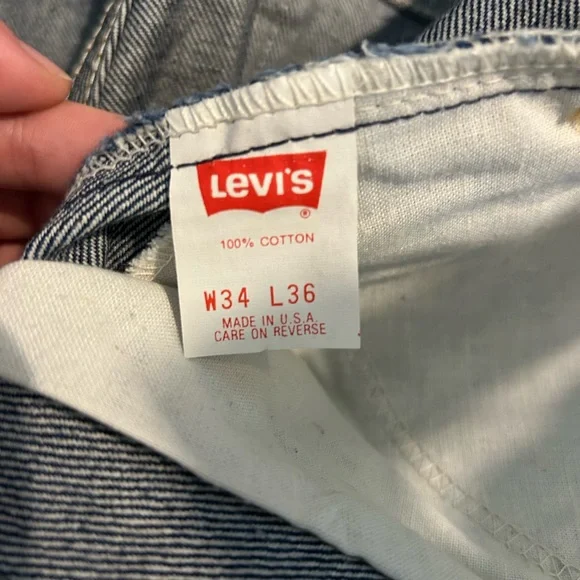 Levi's
®
100% COTTON
W34 L36
MADE IN U.S.A.
CARE ON REVERSE